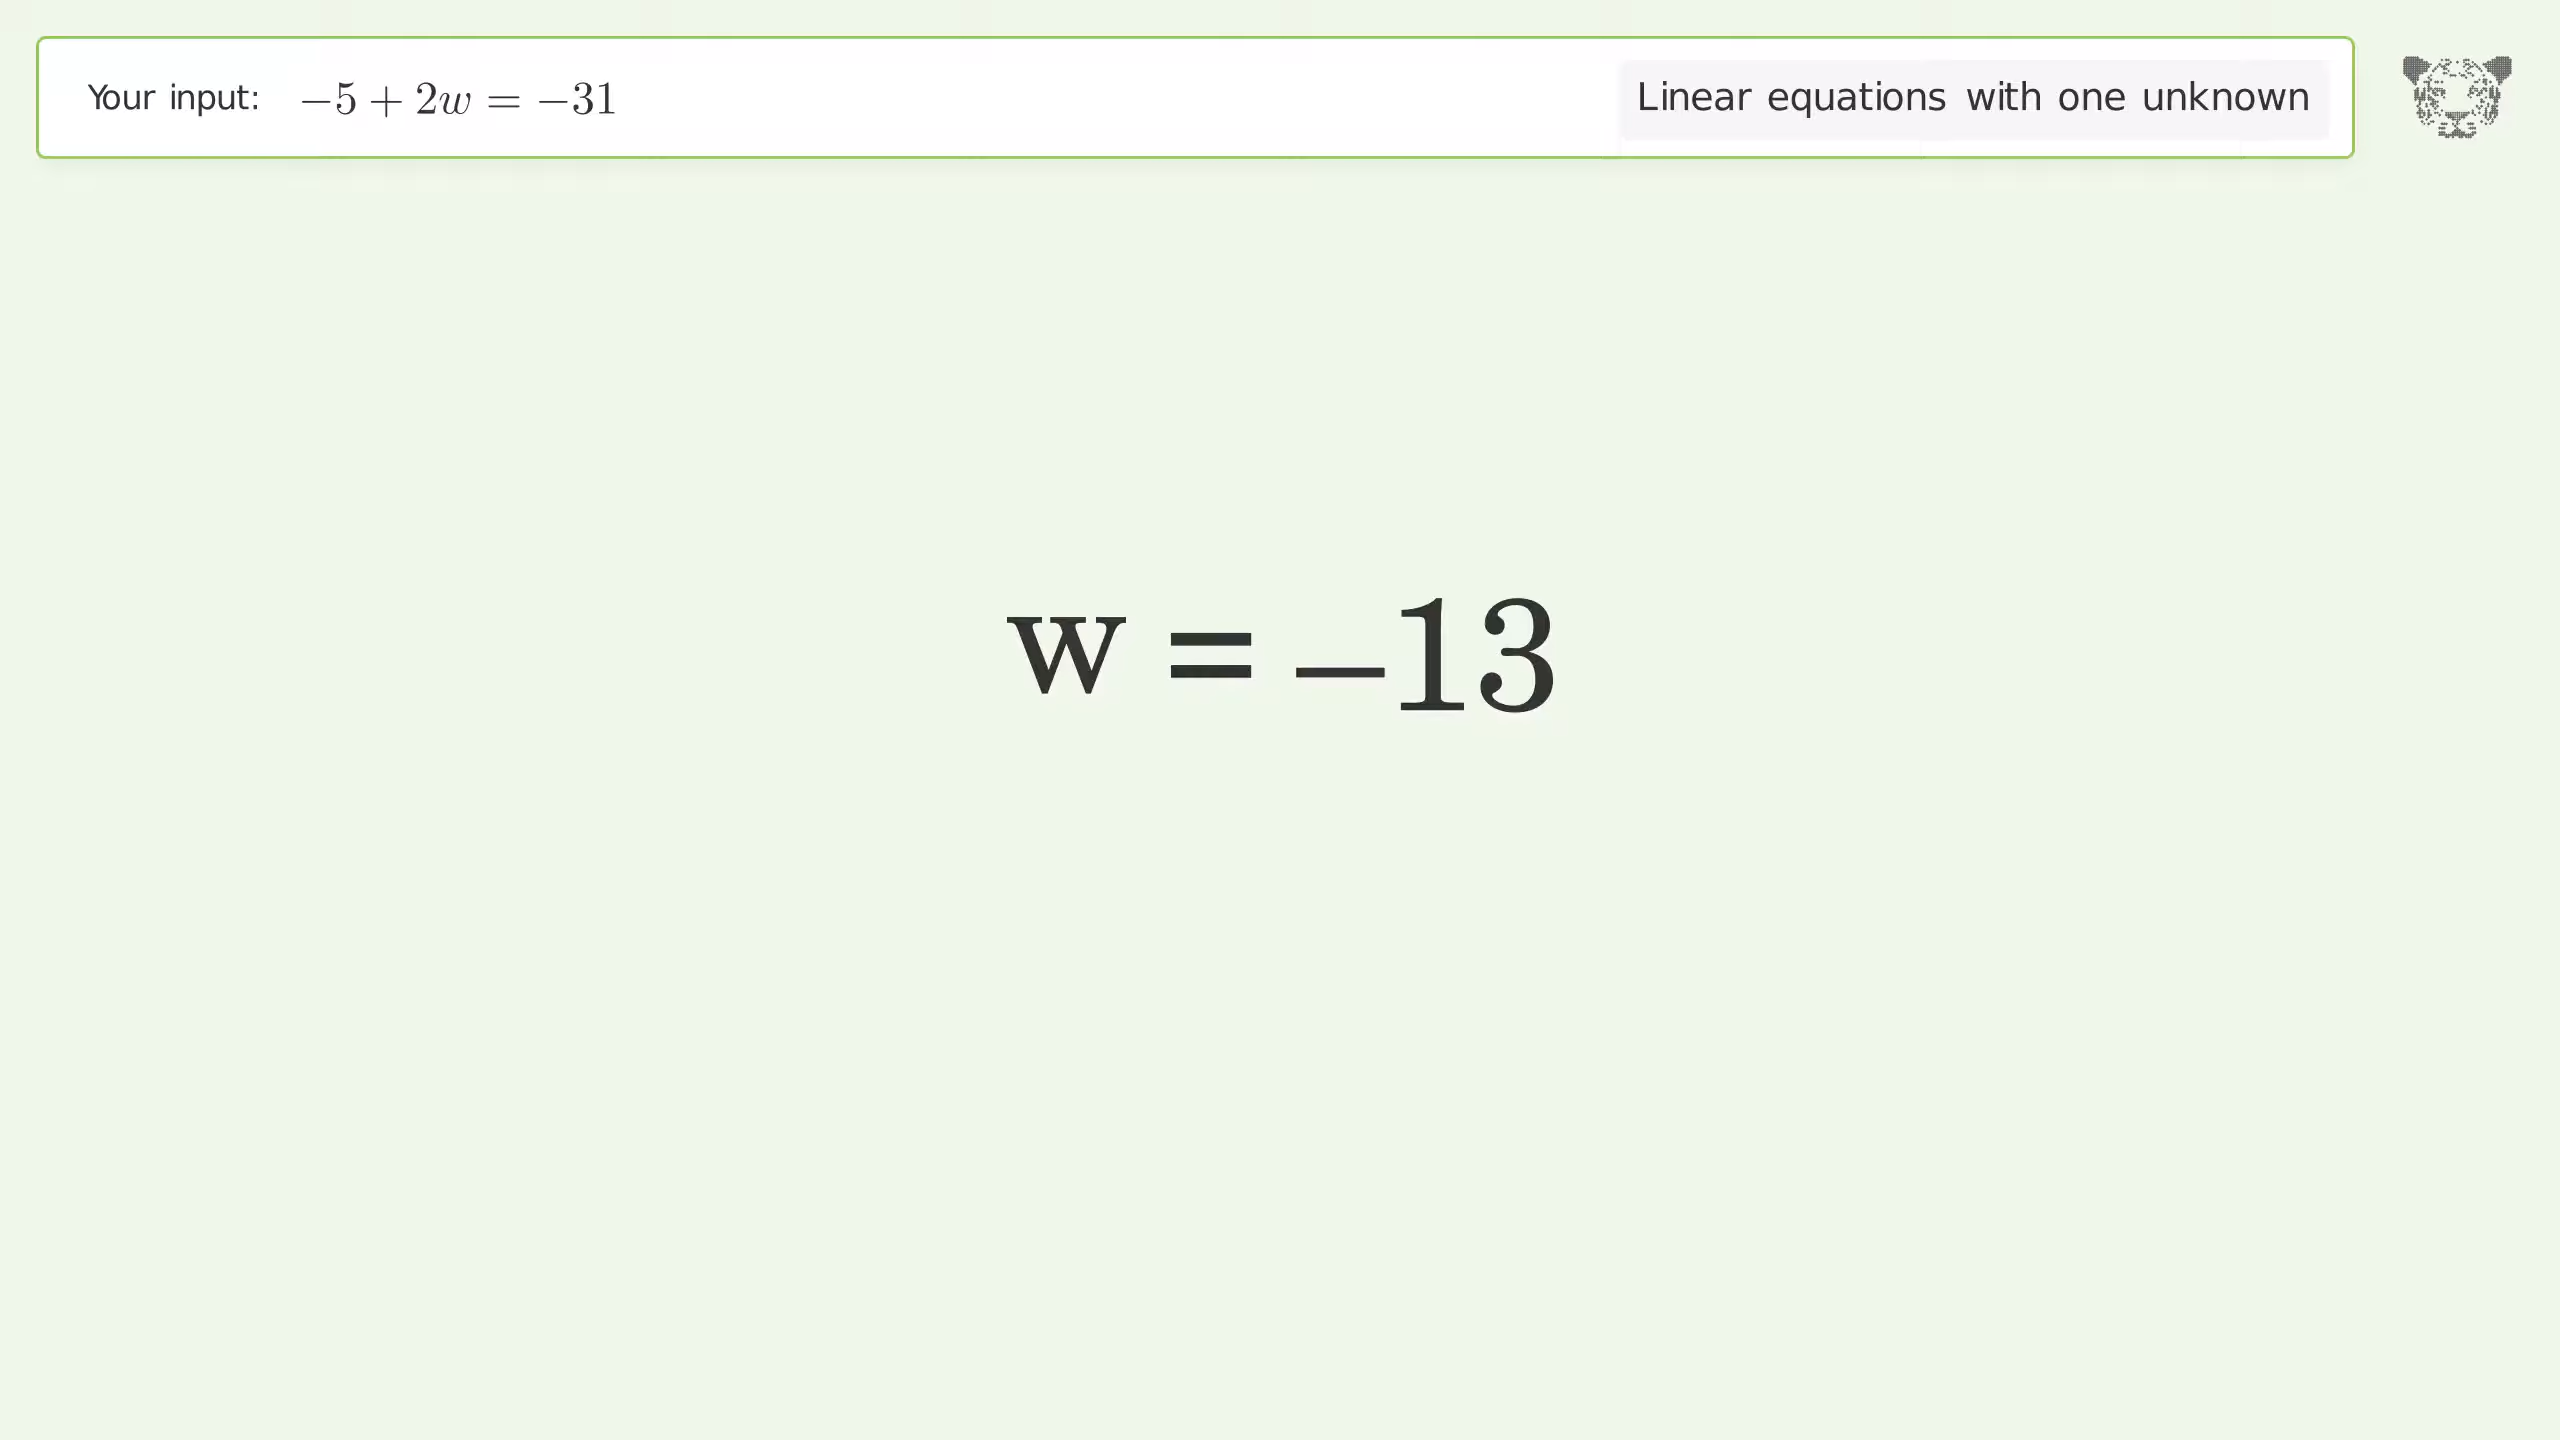 Your input: −5 + 2w = −31
Linear equations with one unknown
w = −13